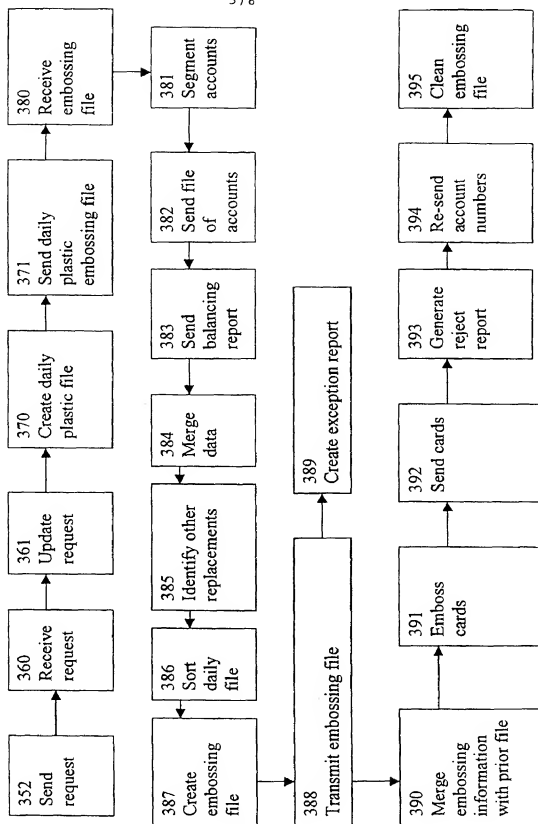 352
Send
request
360
Receive
request
361
Update
request
370
Create daily
plastic file
371
Send daily
plastic
embossing file
380
Receive
embossing
file
381
Segment
accounts
382
Send file
of
accounts
383
Send
balancing
report
384
Merge
data
385
Identify other
replacements
386
Sort daily
file
387
Create
embossing
file
388
Transmit embossing file
389
Create exception report
390
Merge
embossing
information
with prior file
391
Emboss
cards
392
Send cards
393
Generate
reject report
394
Re-send
account
numbers
395
Clean
embossing
file